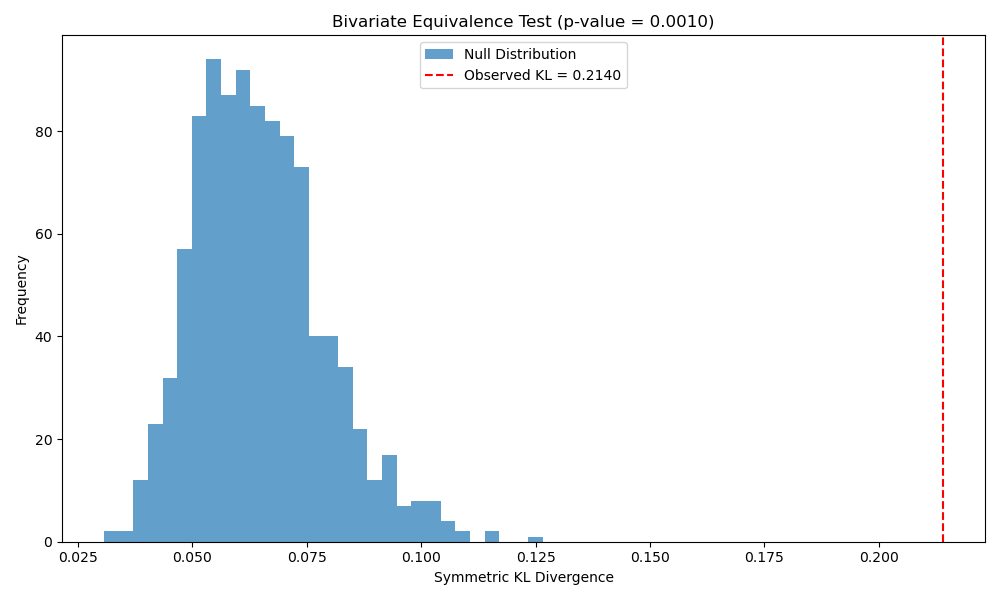 Bivariate Equivalence Test (p-value = 0.0010)
Null Distribution
Observed KL = 0.2140
Frequency
80
60
40
20
0
0.025 0.050 0.075 0.100 0.125 0.150 0.175 0.200
Symmetric KL Divergence